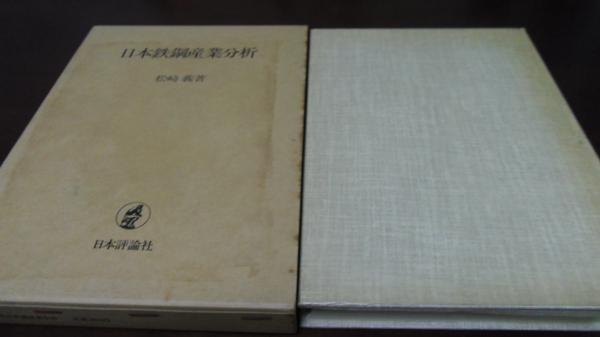 日本鉄鋼産業分析
松崎 義著
日本評論社